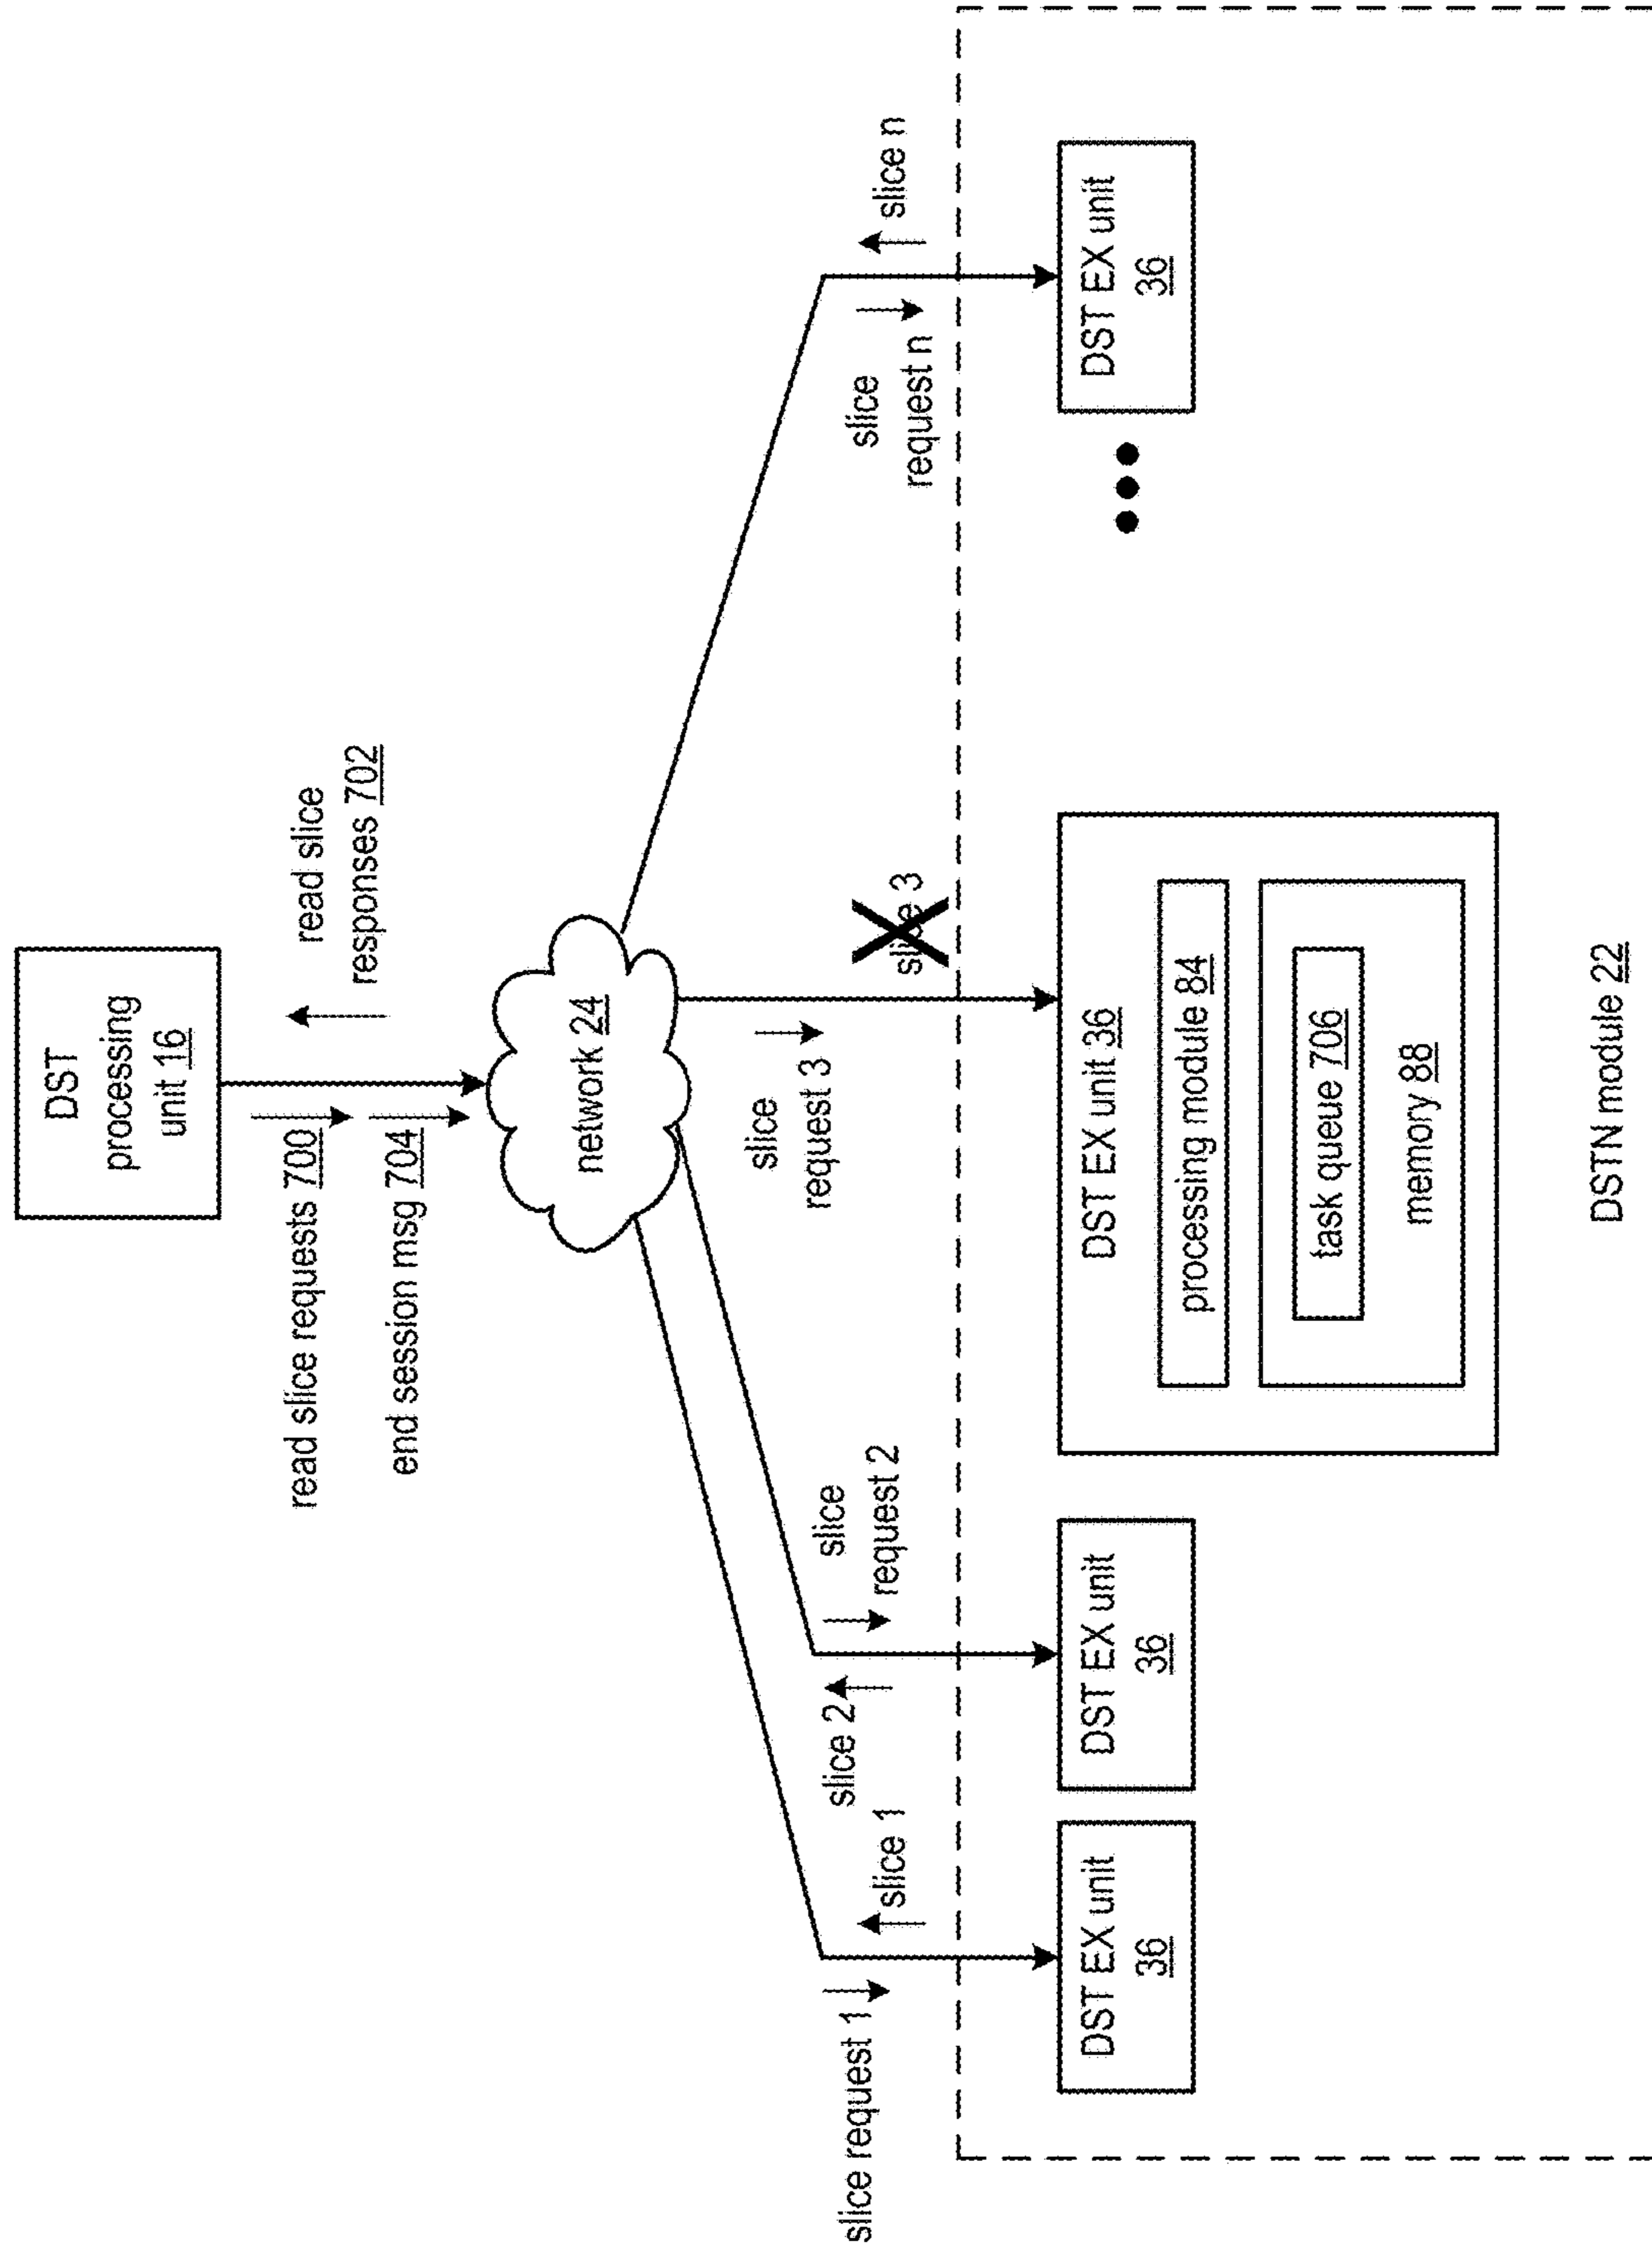 DST
processing
unit 16
read slice requests 700
end session msg 704
read slice
responses 702
network 24
slice request 1
slice 1
slice 2
slice
request 2
slice
request 3
slice 3
slice
request n
slice n
DST EX unit
36
DST EX unit
36
DST EX unit 36
processing module 84
task queue 706
memory 88
DST EX unit
36
DSTN module 22